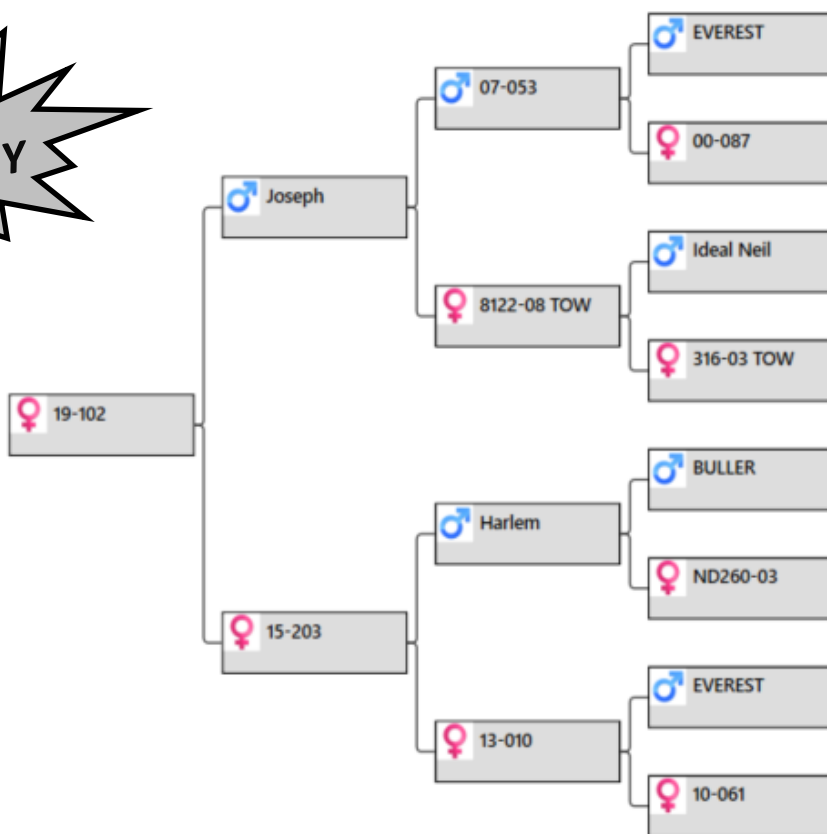 Y
EVEREST
07-053
00-087
Joseph
Ideal Neil
8122-08 TOW
316-03 TOW
19-102
BULLER
Harlem
ND260-03
15-203
EVEREST
13-010
10-061